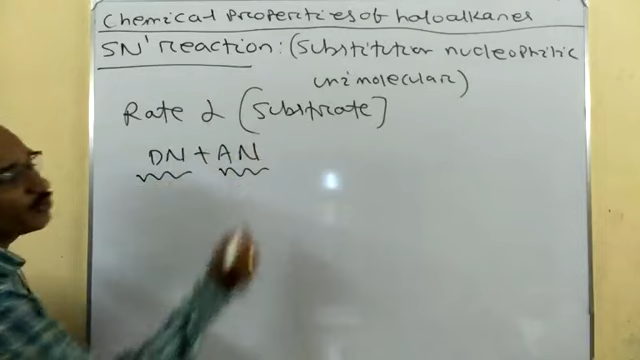 Chemical Properties of haloalkanes
SN' reaction: (Substitution nucleophilic
unimolecular)
Rate α (Substrate]
DN + AN